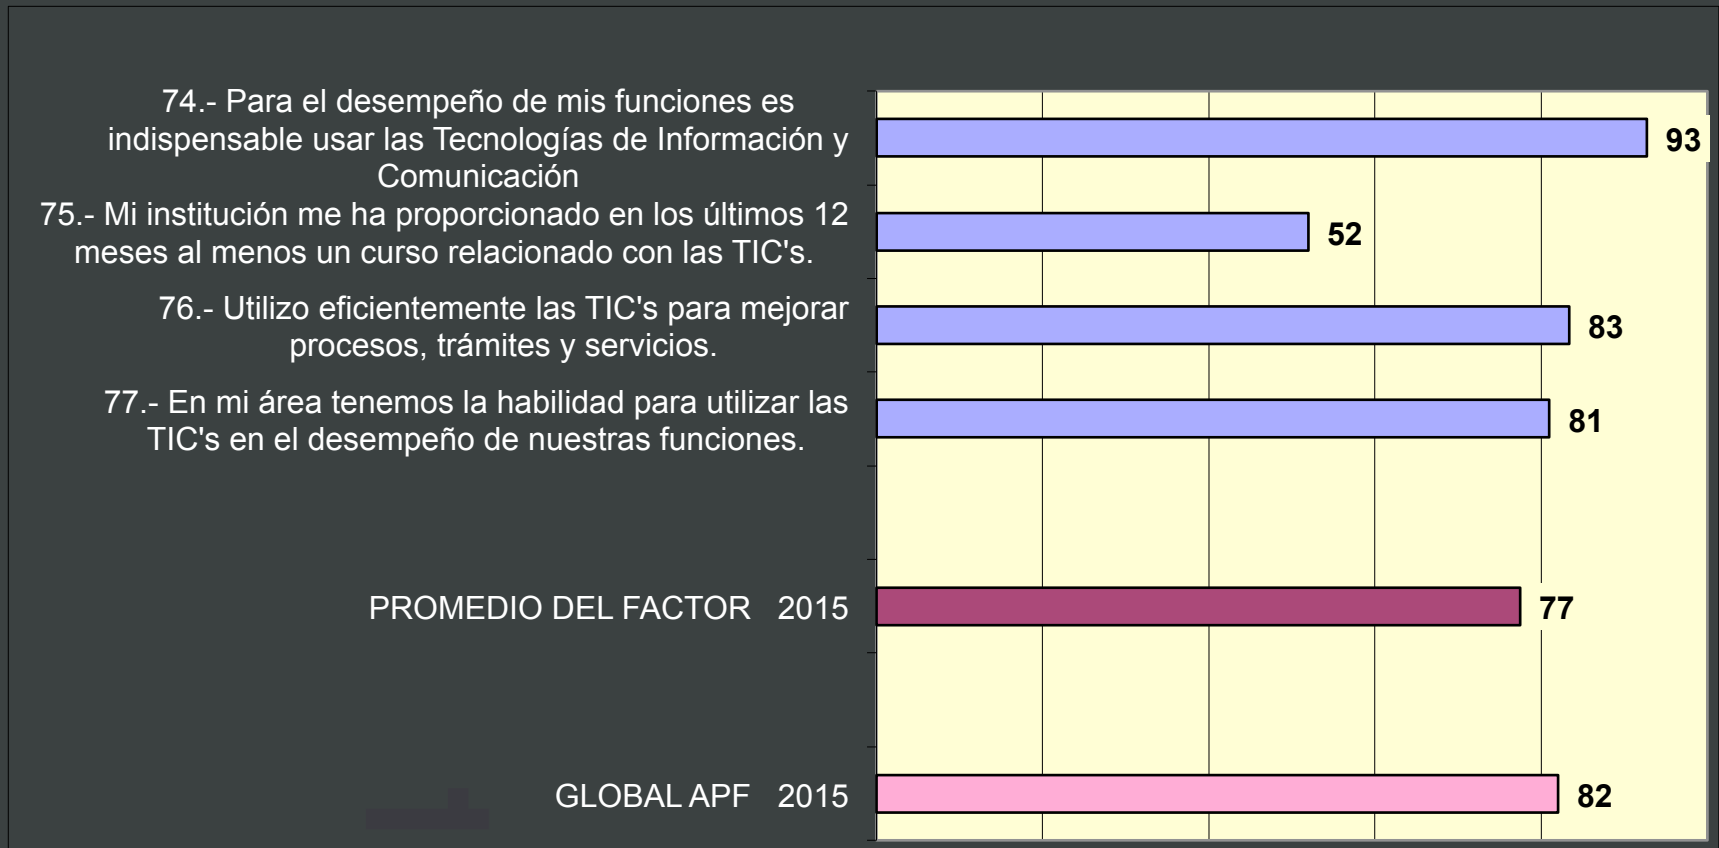 74.- Para el desempeño de mis funciones es
indispensable usar las Tecnologías de Información y
Comunicación
93
75.- Mi institución me ha proporcionado en los últimos 12
meses al menos un curso relacionado con las TIC's.
52
76.- Utilizo eficientemente las TIC's para mejorar
procesos, trámites y servicios.
83
77.- En mi área tenemos la habilidad para utilizar las
TIC's en el desempeño de nuestras funciones.
81
PROMEDIO DEL FACTOR 2015
77
GLOBAL APF 2015
82